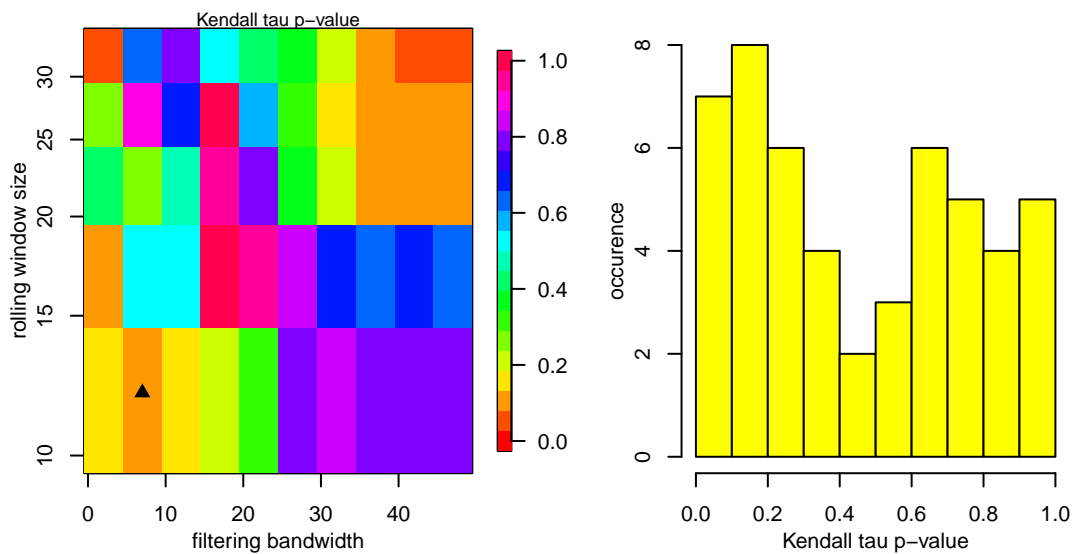 Kendall tau p−value
rolling window size
30
25
20
15
10
0 10 20 30 40
filtering bandwidth
1.0
0.8
0.6
0.4
0.2
0.0
occurence
8
6
4
2
0
0.0 0.2 0.4 0.6 0.8 1.0
Kendall tau p−value